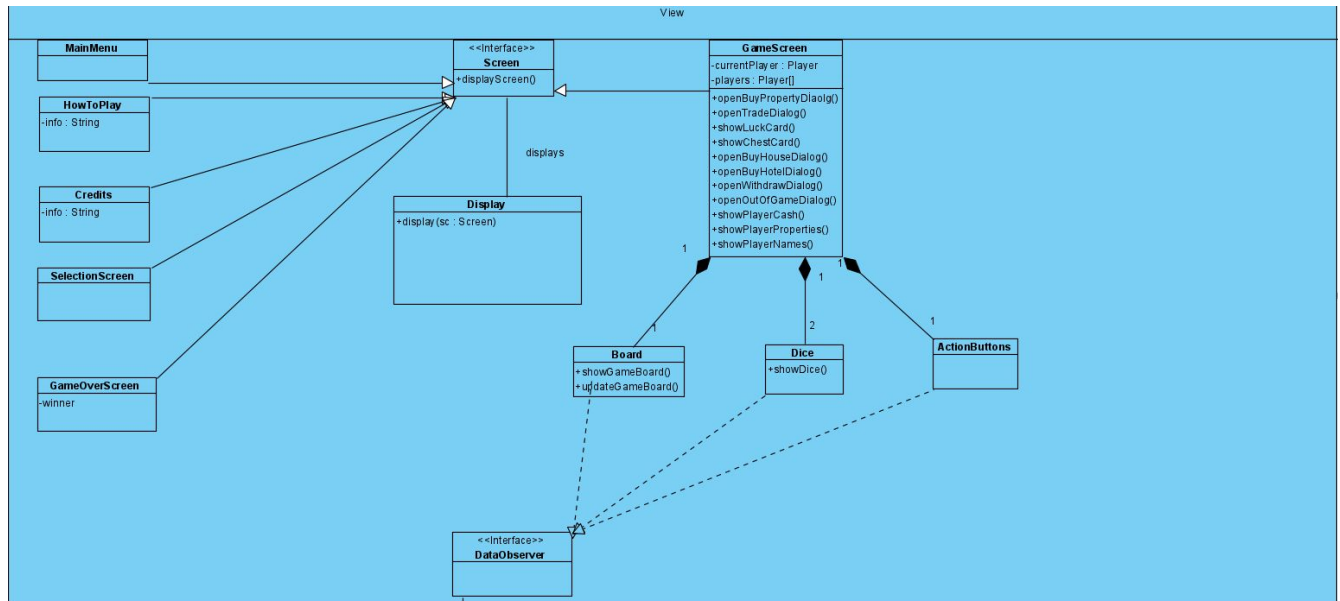 View
MainMenu
<<Interface>>
Screen
+displayScreen()
GameScreen
-currentPlayer : Player
-players : Player[]
+openBuyPropertyDlaolg()
+openTradeDialog()
+showLuckCard()
+showChestCard()
+openBuyHouseDialog()
+openBuyHotelDialog()
+openWithdrawDialog()
+openOutOfGameDialog()
+showPlayerCash()
+showPlayerProperties()
+showPlayerNames()
HowToPlay
-info : String
displays
Credits
-info : String
Display
+display(sc : Screen)
SelectionScreen
1
1
1
1
2
1
Board
+showGameBoard()
+updateGameBoard()
Dice
+showDice()
ActionButtons
GameOverScreen
-winner
<<Interface>>
DataObserver